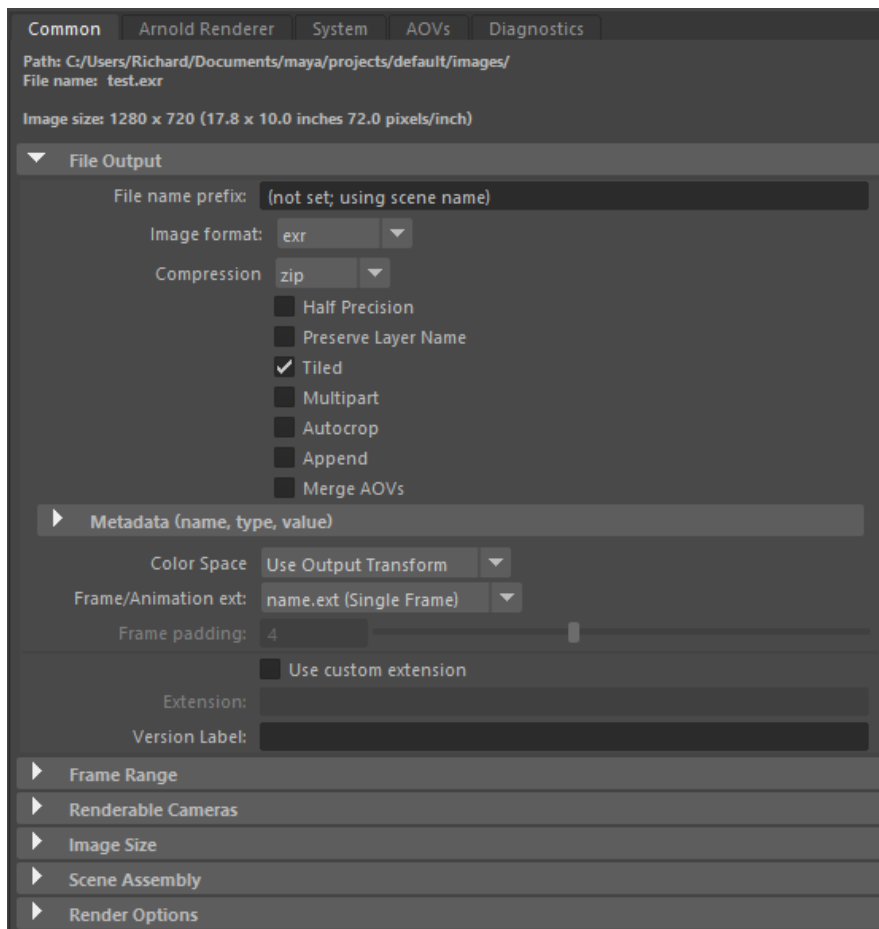 Common Arnold Renderer System AOVs Diagnostics
Path: C:/Users/Richard/Documents/maya/projects/default/images/
File name: test.exr
Image size: 1280 x 720 (17.8 x 10.0 inches 72.0 pixels/inch)
File Output
File name prefix: (not set; using scene name)
Image format: exr
Compression zip
Half Precision
Preserve Layer Name
Tiled
Multipart
Autocrop
Append
Merge AOVs
Metadata (name, type, value)
Color Space Use Output Transform
Frame/Animation ext: name.ext (Single Frame)
Frame padding: 4
Use custom extension
Extension:
Version Label:
Frame Range
Renderable Cameras
Image Size
Scene Assembly
Render Options